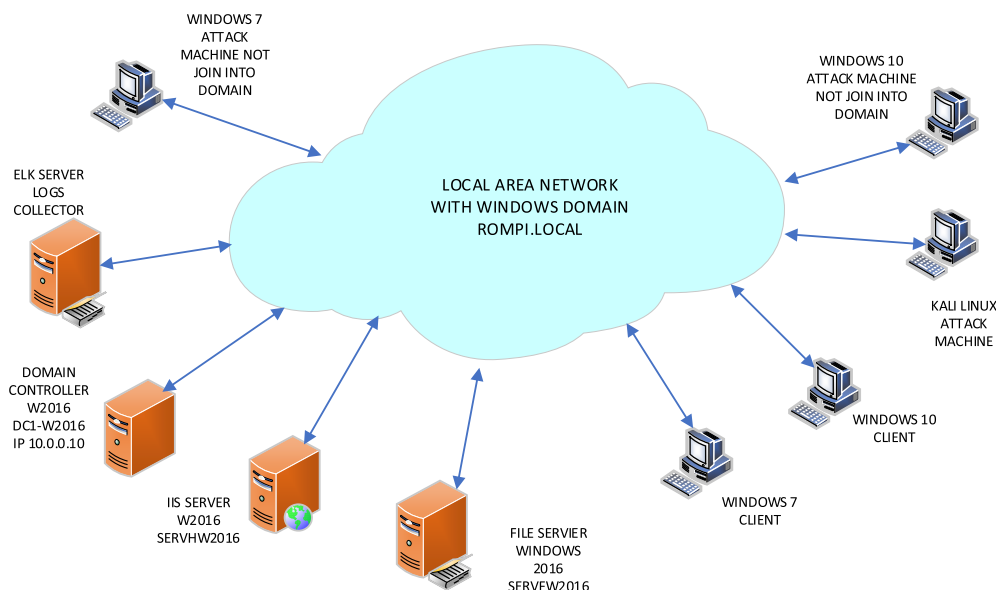 WINDOWS 7
ATTACK
MACHINE NOT
JOIN INTO
DOMAIN
WINDOWS 10
ATTACK MACHINE
NOT JOIN INTO
DOMAIN
ELK SERVER
LOGS
COLLECTOR
LOCAL AREA NETWORK
WITH WINDOWS DOMAIN
ROMPI.LOCAL
KALI LINUX
ATTACK
MACHINE
DOMAIN
CONTROLLER
W2016
DC1-W2016
IP 10.0.0.10
WINDOWS 10
CLIENT
IIS SERVER
W2016
SERVHW2016
WINDOWS 7
CLIENT
FILE SERVIER
WINDOWS
2016
SERVFW2016